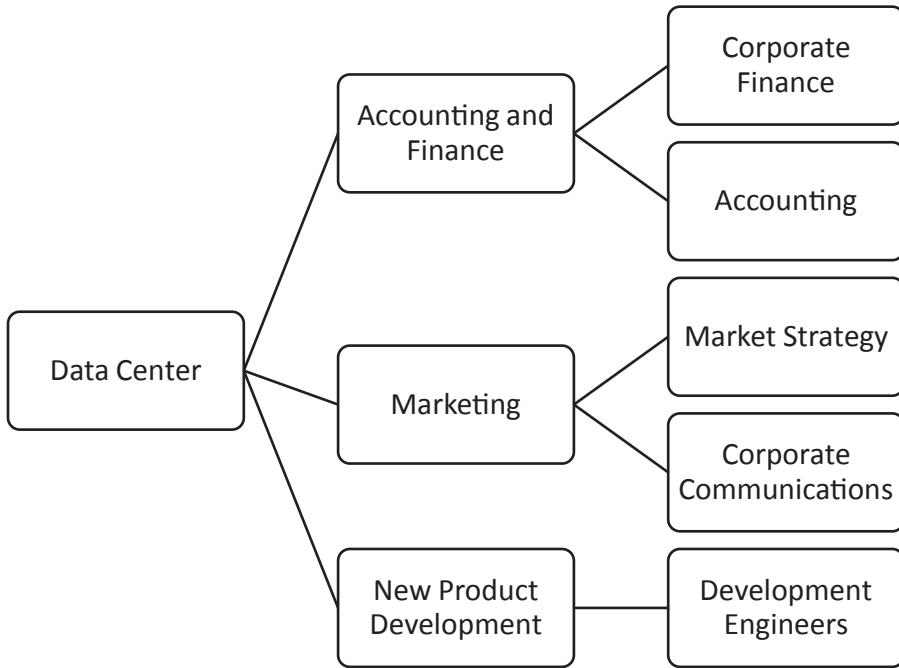 Corporate
Finance
Accounting and
Finance
Accounting
Data Center
Market Strategy
Marketing
Corporate
Communications
New Product
Development
Development
Engineers